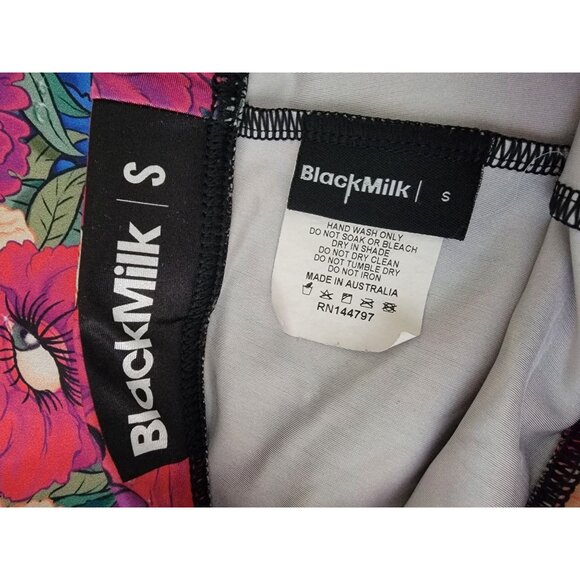 BlackMilk | S
BlackMilk | S
HAND WASH ONLY
DO NOT SOAK OR BLEACH
DRY IN SHADE
DO NOT DRY CLEAN
DO NOT TUMBLE DRY
DO NOT IRON
MADE IN AUSTRALIA
RN144797